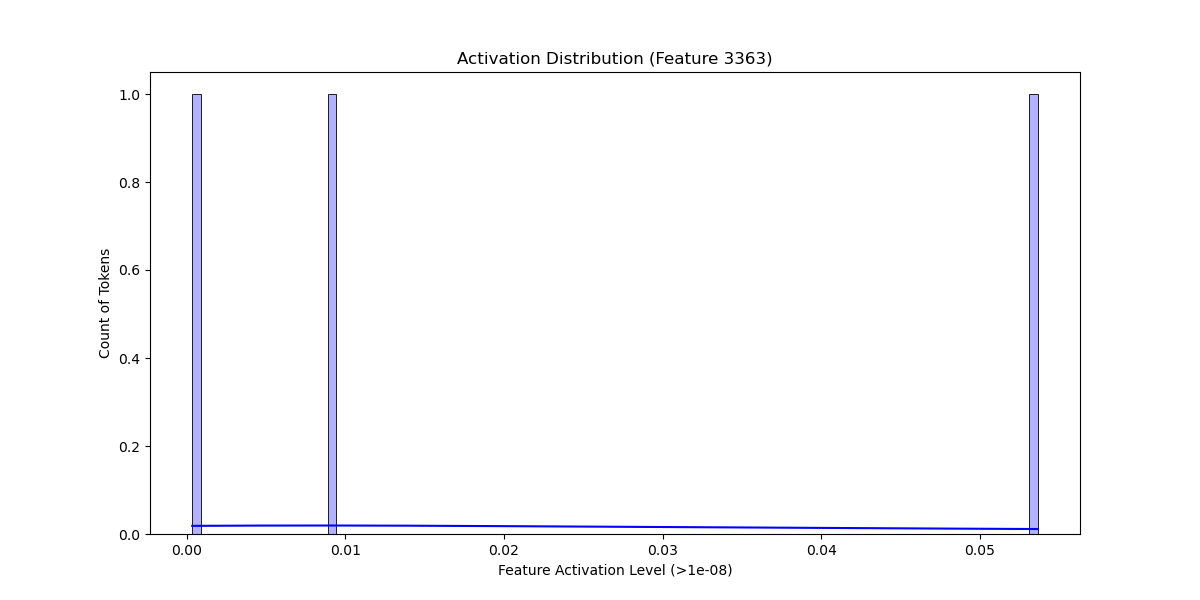 Activation Distribution (Feature 3363)
1.0
0.8
0.6
0.4
0.2
0.0
Count of Tokens
0.00 0.01 0.02 0.03 0.04 0.05
Feature Activation Level (>1e-08)